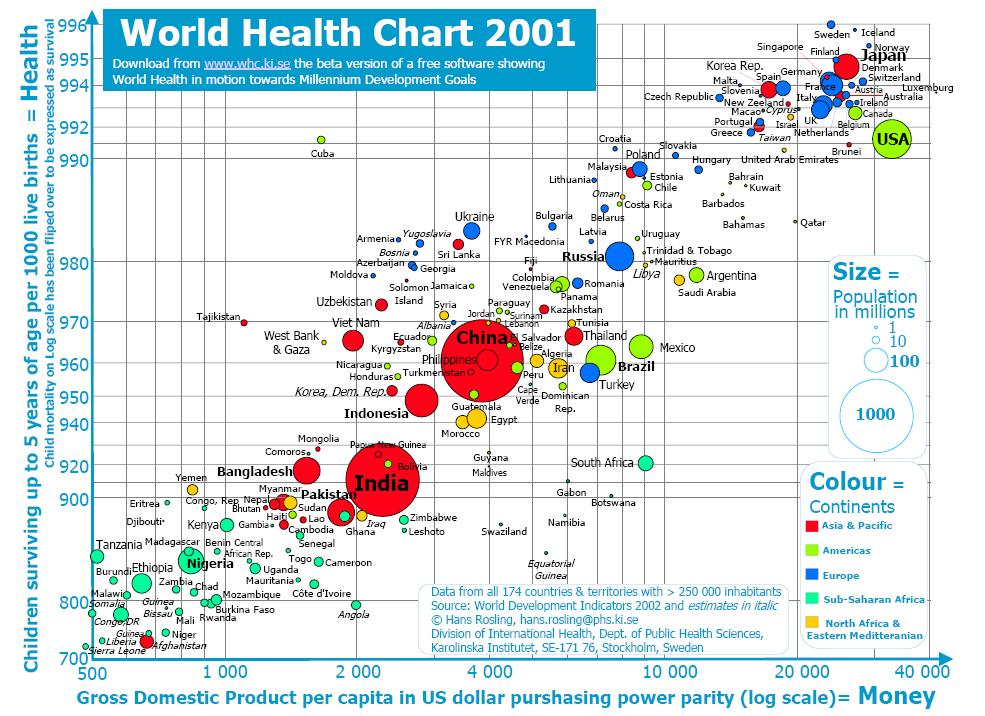 World Health Chart 2001
Download from www.whc.ki.se the beta version of a free software showing
World Health in motion towards Millennium Development Goals
Children surviving up to 5 years of age per 1000 live births = Health
Child mortality on Log scale has been fliped over to be expressed as survival
996
995
994
992
990
980
970
960
950
940
920
900
800
700
Sweden
Iceland
Norway
Singapore
Finland
Japan
Denmark
Korea Rep.
Germany
Switzerland
Malta
Spain
France
Luxemburg
Slovenia
Austria
Czech Republic
New Zeeland
Italy
Ireland
Australia
Macao
Cyprus
Canada
Portugal
Israel
UK
Belgium
Greece
Taiwan
Netherlands
USA
Cuba
Croatia
Slovakia
Brunei
Poland
United Arab Emirates
Malaysia
Hungary
Lithuania
Estonia
Bahrain
Chile
Kuwait
Oman
Costa Rica
Barbados
Belarus
Ukraine
Bulgaria
Bahamas
Qatar
Yugoslavia
Latvia
Uruguay
Armenia
FYR Macedonia
Bosnia
Sri Lanka
Russia
Trinidad & Tobago
Azerbaijan
Fiji
Mauritius
Georgia
Libya
Moldova
Colombia
Romania
Argentina
Solomon
Island
Jamaica
Venezuela
Saudi Arabia
Panama
Uzbekistan
Syria
Paraguay
Kazakhstan
Tajikistan
Viet Nam
Jordan
Surinam
Albania
Lebanon
Tunisia
West Bank
& Gaza
Ecuador
China
El Salvador
Thailand
Kyrgyzstan
Belize
Mexico
Philippines
Algeria
Nicaragua
Turkmenistan
Peru
Iran
Brazil
Honduras
Turkey
Korea, Dem. Rep.
Cape
Verde
Dominican
Rep.
Indonesia
Guatemala
Egypt
Morocco
Mongolia
Papua New Guinea
Comoros
Guyana
Bangladesh
Bolivia
Maldives
South Africa
Yemen
India
Myanmar
Gabon
Eritrea
Congo, Rep
Nepal
Pakistan
Botswana
Bhutan
Sudan
Djibouti
Haiti
Lao
Iraq
Zimbabwe
Namibia
Kenya
Gambia
Cambodia
Ghana
Leshoto
Swaziland
Tanzania
Madagascar
Benin
Central
African Rep.
Senegal
Equatorial
Guinea
Nigeria
Togo
Cameroon
Burundi
Ethiopia
Uganda
Zambia
Mauritania
Malawi
Chad
Mozambique
Côte d'Ivoire
Somalia
Guinea
Bissau
Burkina Faso
Angola
Congo,DR
Mali
Rwanda
Guinea
Niger
Liberia
Afghanistan
Sierra Leone
Size =
Population
in millions
1
10
100
1000
Colour =
Continents
Asia & Pacific
Americas
Europe
Sub-Saharan Africa
North Africa &
Eastern Meditteranian
Data from all 174 countries & territories with > 250 000 inhabitants
Source: World Development Indicators 2002 and estimates in italic
© Hans Rosling, hans.rosling@phs.ki.se
Division of International Health, Dept. of Public Health Sciences,
Karolinska Institutet, SE-171 76, Stockholm, Sweden
500
1 000
2 000
4 000
10 000
20 000
40 000
Gross Domestic Product per capita in US dollar purshasing power parity (log scale)= Money